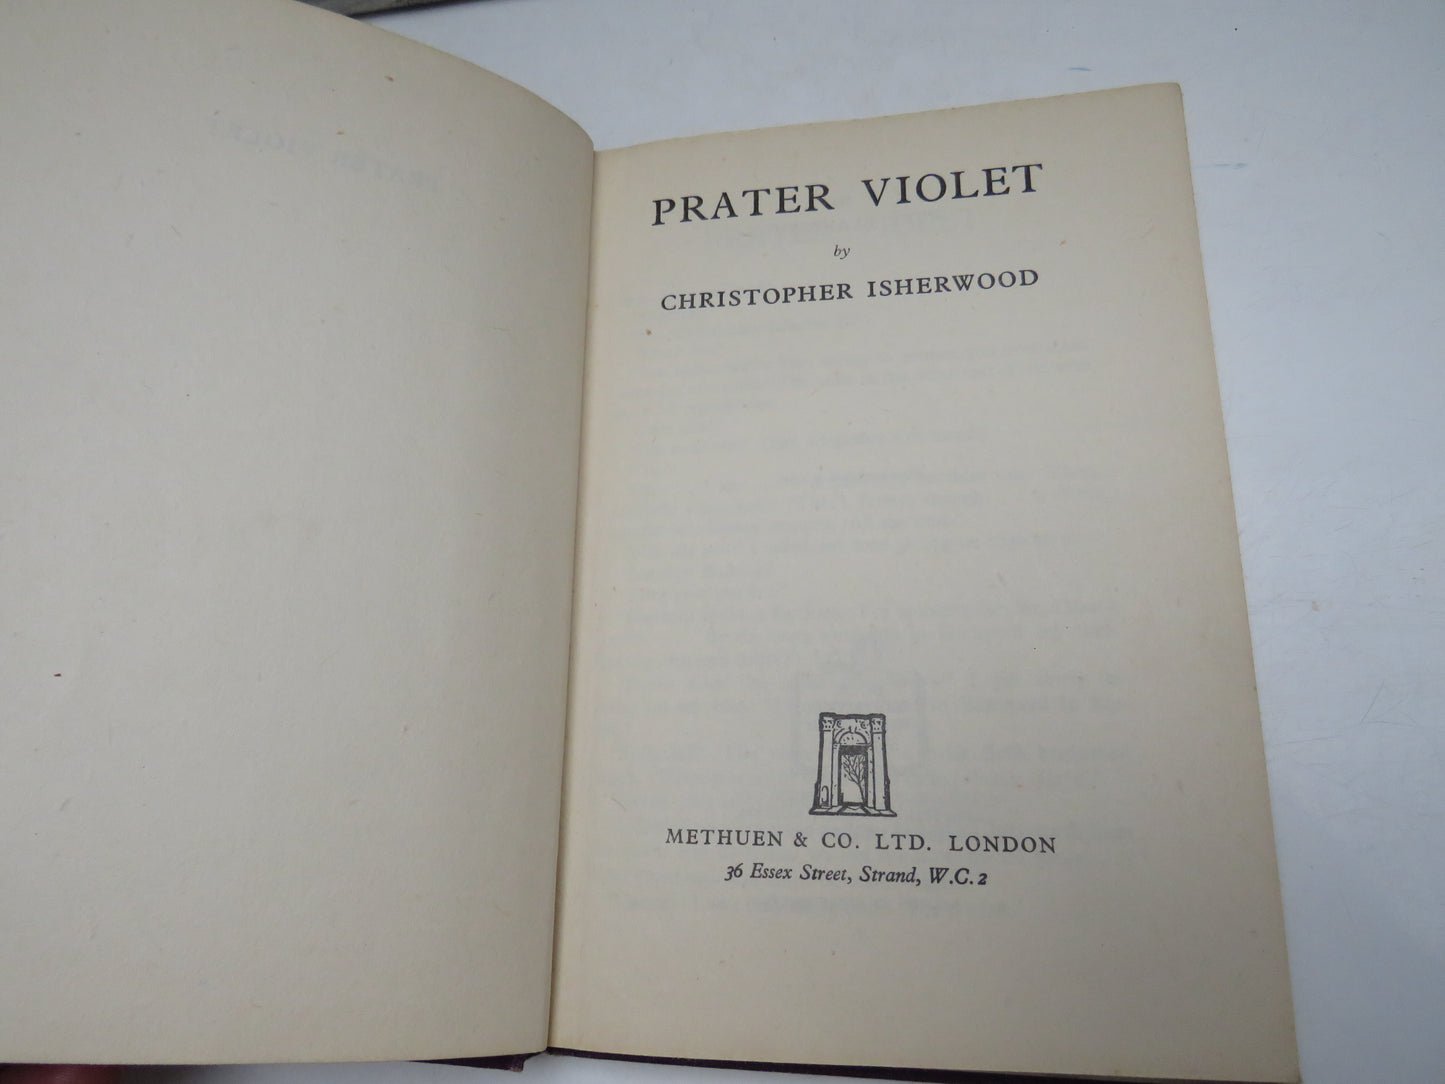 PRATER VIOLET
by
CHRISTOPHER ISHERWOOD
METHUEN & CO. LTD. LONDON
36 Essex Street, Strand, W.C.2